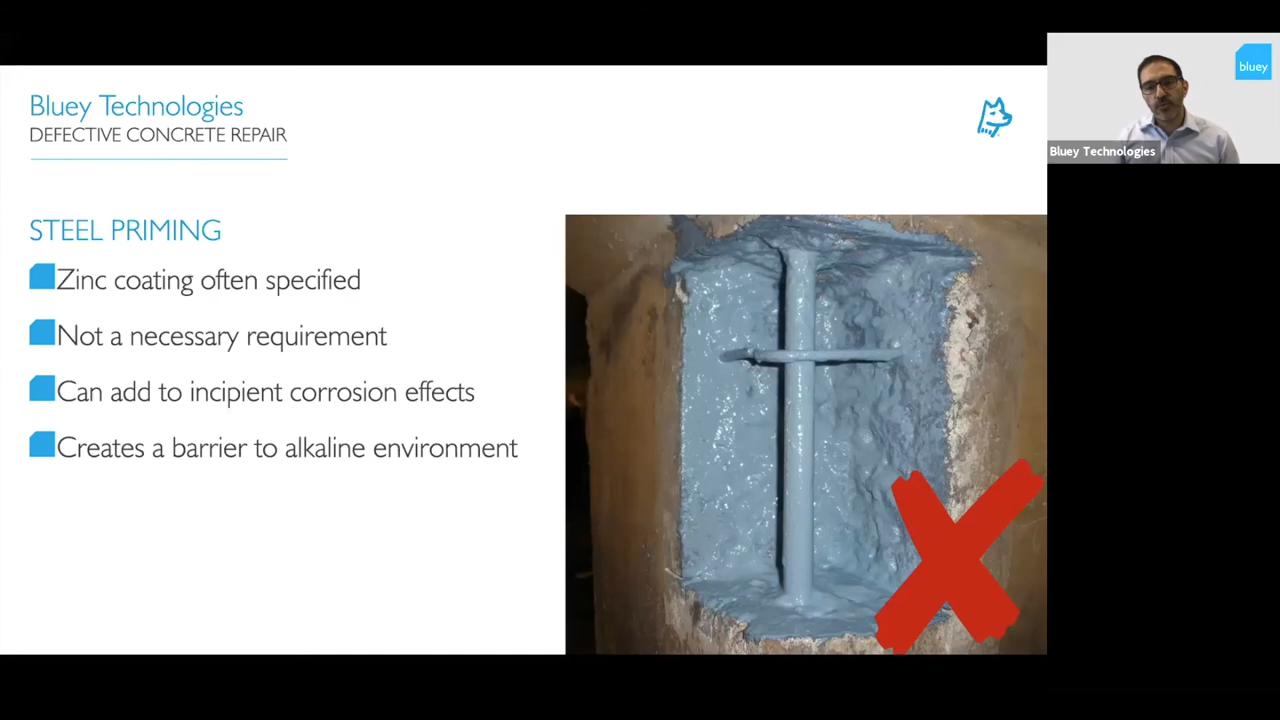 Bluey Technologies
DEFECTIVE CONCRETE REPAIR
STEEL PRIMING
Zinc coating often specified
Not a necessary requirement
Can add to incipient corrosion effects
Creates a barrier to alkaline environment
bluey
Bluey Technologies